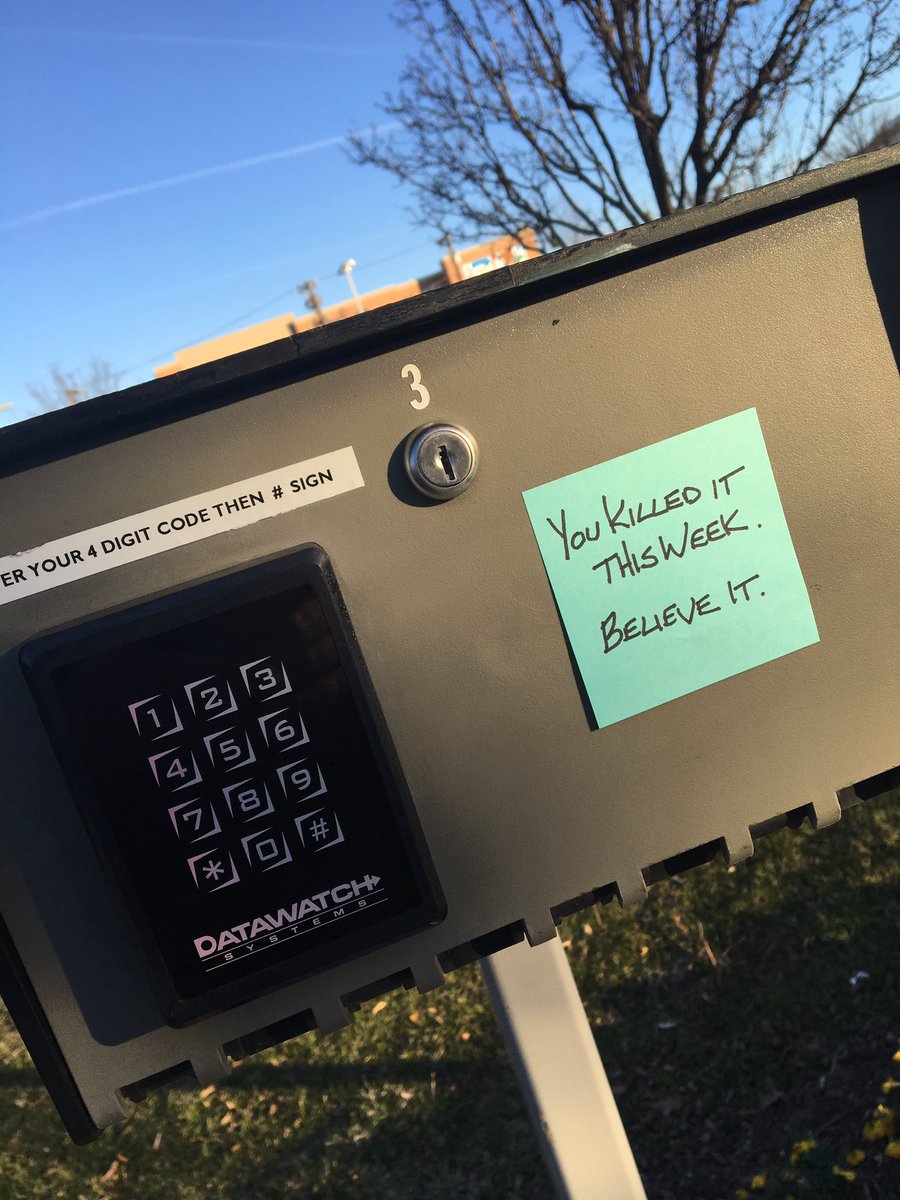 3
ER YOUR 4 DIGIT CODE THEN # SIGN
YOU KILLED IT
THIS WEEK.
BELIEVE IT.
1 2 3
4 5 6
7 8 9
* 0 #
DATAWATCH
SYSTEMS